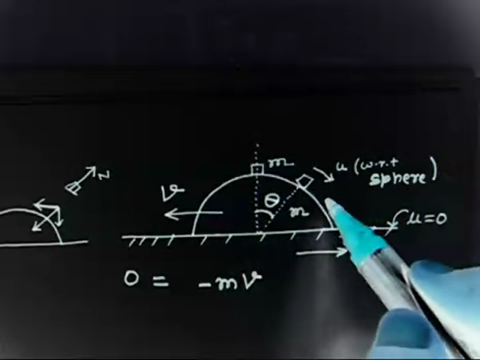 N
m
u (w.r.t
sphere)
V
θ
m
μ=0
0 = -mV